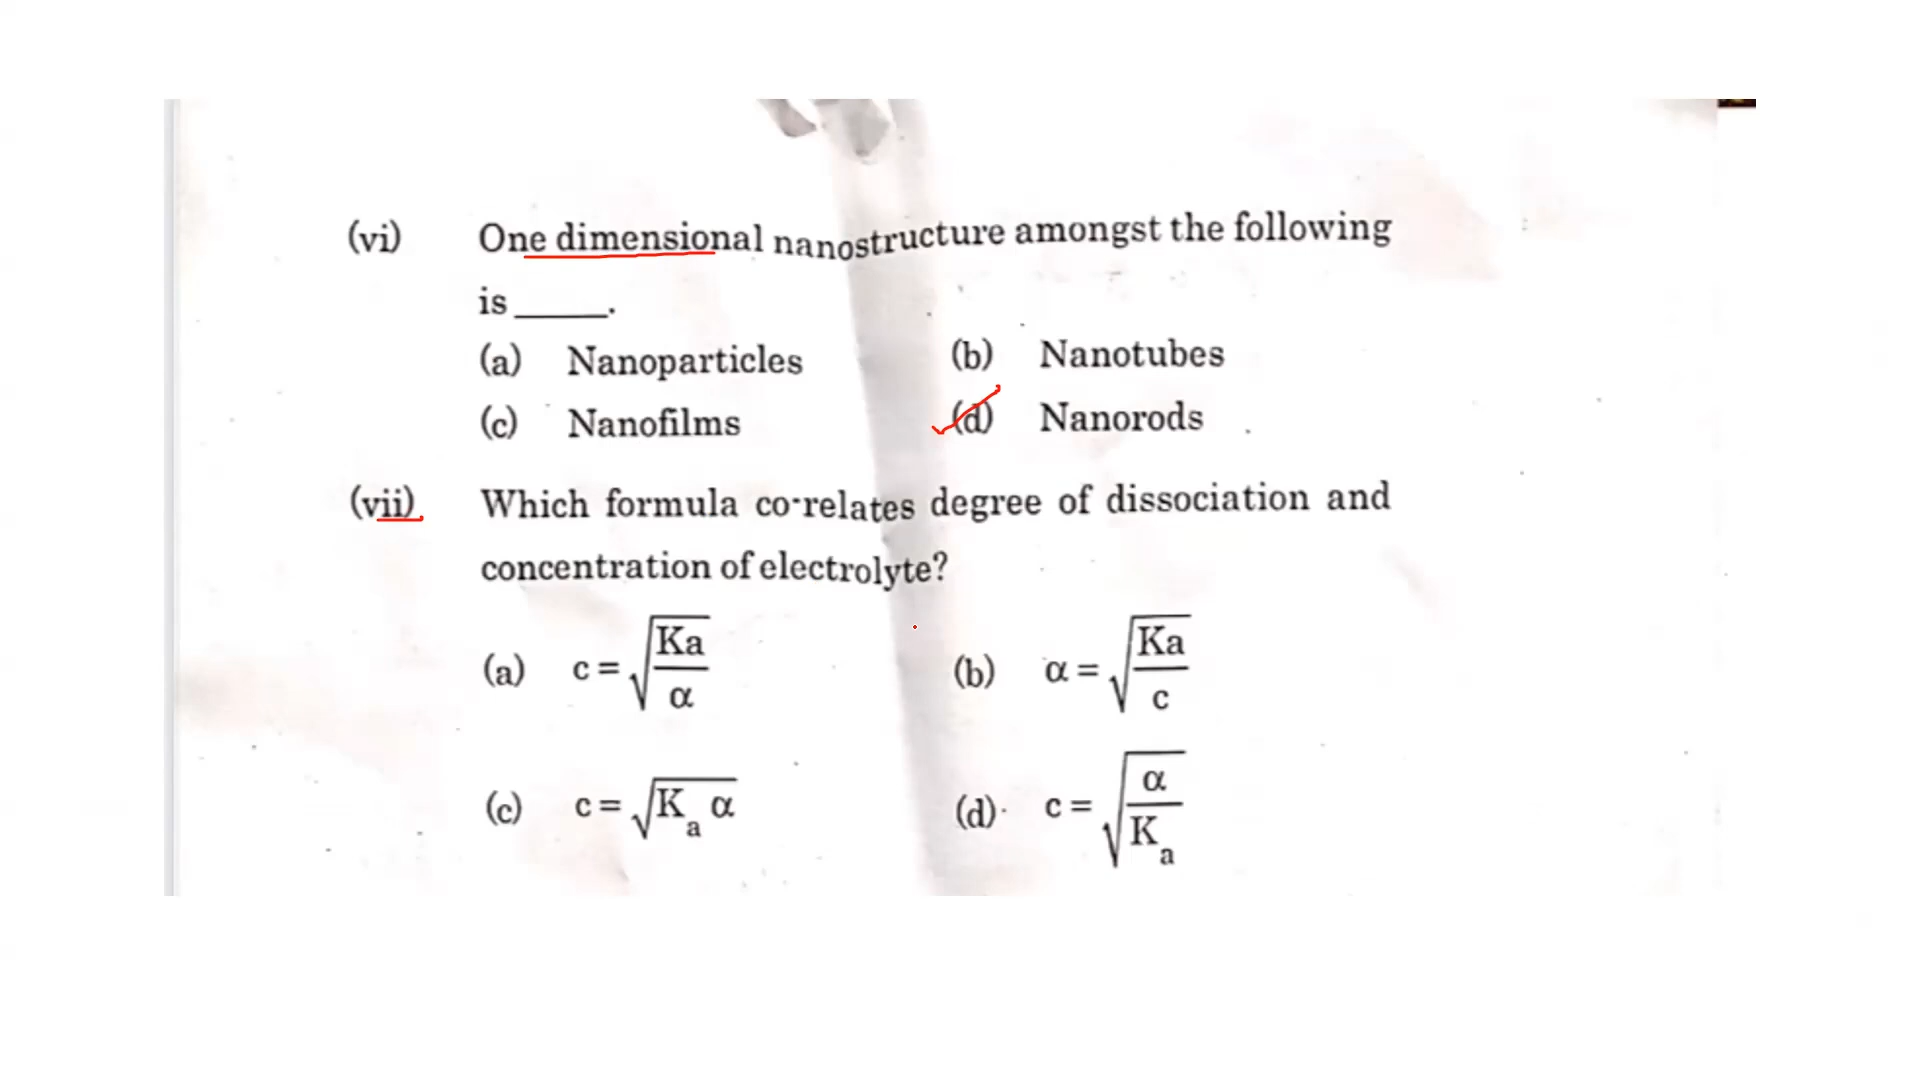 (vi) One dimensional nanostructure amongst the following
is _____.
(a) Nanoparticles (b) Nanotubes
(c) Nanofilms (d) Nanorods
(vii) Which formula co-relates degree of dissociation and
concentration of electrolyte?
(a) c = √(Ka/α) (b) α = √(Ka/c)
(c) c = √(Kₐ α) (d) c = √(α/Kₐ)